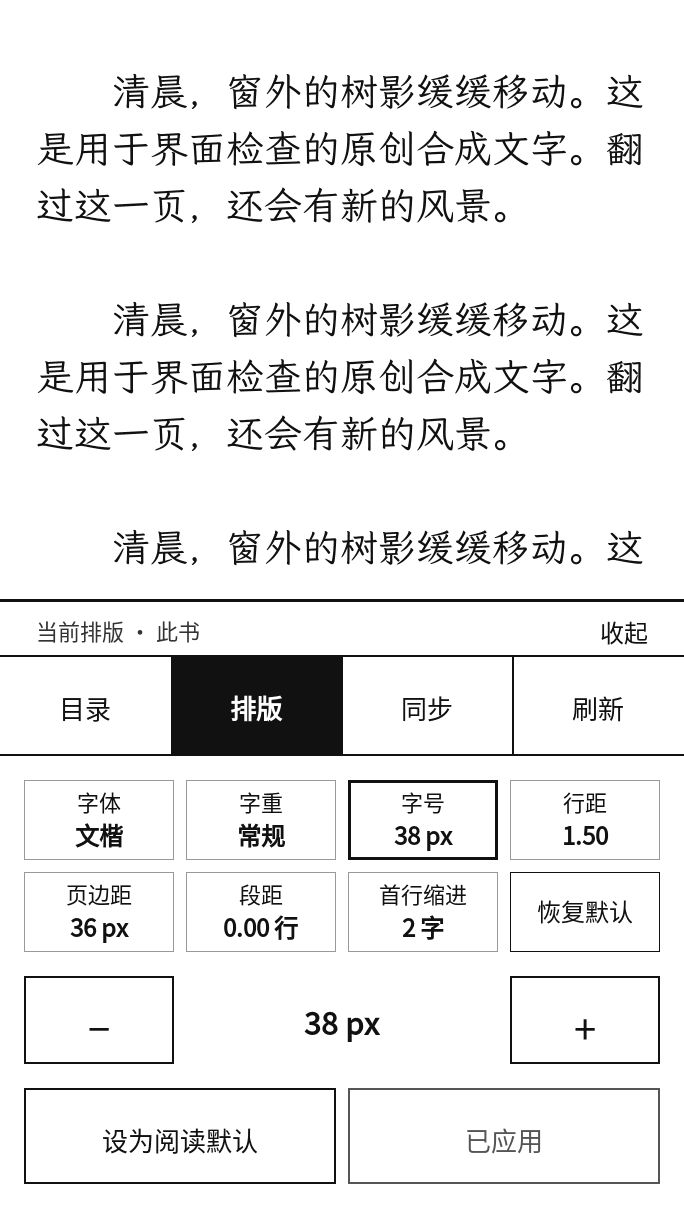 清晨，窗外的树影缓缓移动。这
是用于界面检查的原创合成文字。翻
过这一页，还会有新的风景。
清晨，窗外的树影缓缓移动。这
是用于界面检查的原创合成文字。翻
过这一页，还会有新的风景。
清晨，窗外的树影缓缓移动。这
当前排版 · 此书 收起
目录 排版 同步 刷新
字体 字重 字号 行距
文楷 常规 38 px 1.50
页边距 段距 首行缩进 恢复默认
36 px 0.00 行 2 字
− 38 px +
设为阅读默认 已应用